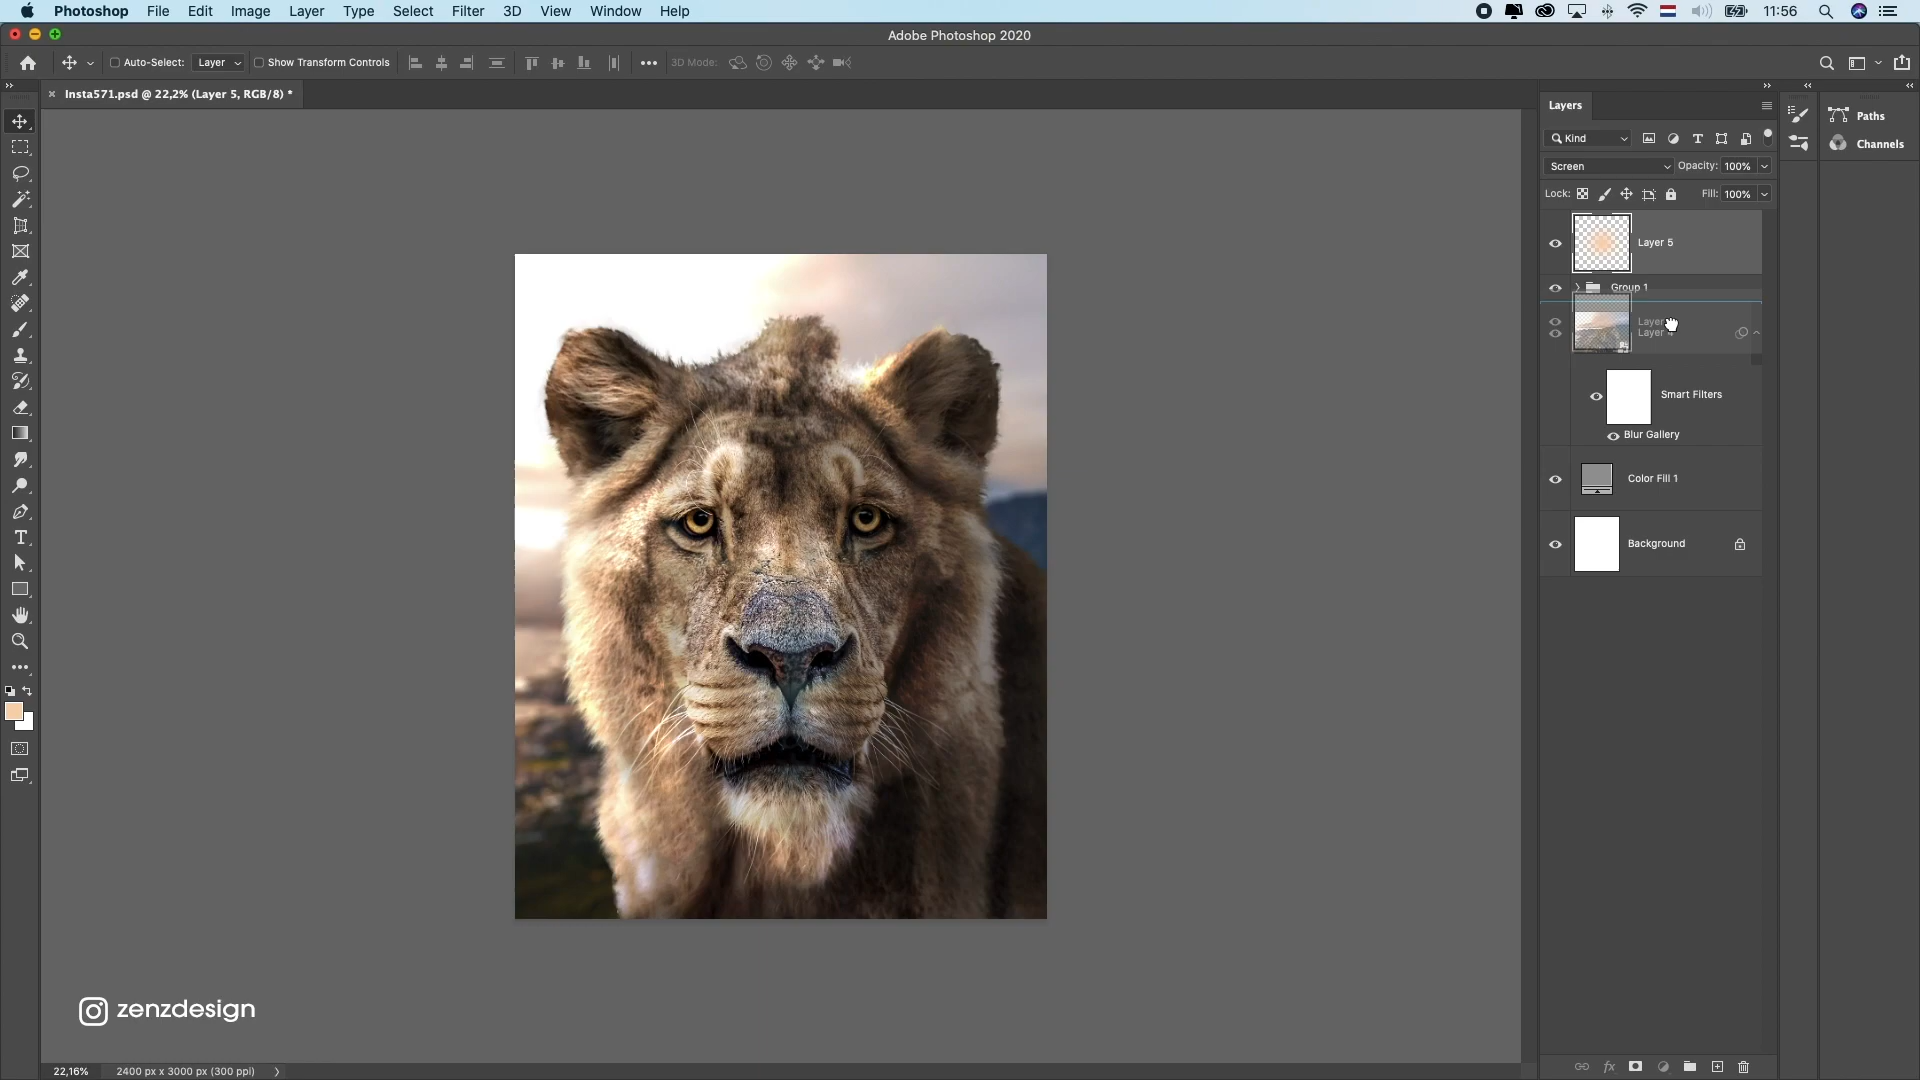 Photoshop File Edit Image Layer Type Select Filter 3D View Window Help 11:56
Adobe Photoshop 2020
Auto-Select: Layer Show Transform Controls 3D Mode:
Insta571.psd @ 22,2% (Layer 5, RGB/8) *
Layers
Paths
Channels
Kind
Screen Opacity: 100%
Lock: Fill: 100%
Layer 5
Group 1
Layer
Layer
Smart Filters
Blur Gallery
Color Fill 1
Background
zenzdesign
22,16% 2400 px x 3000 px (300 ppi)